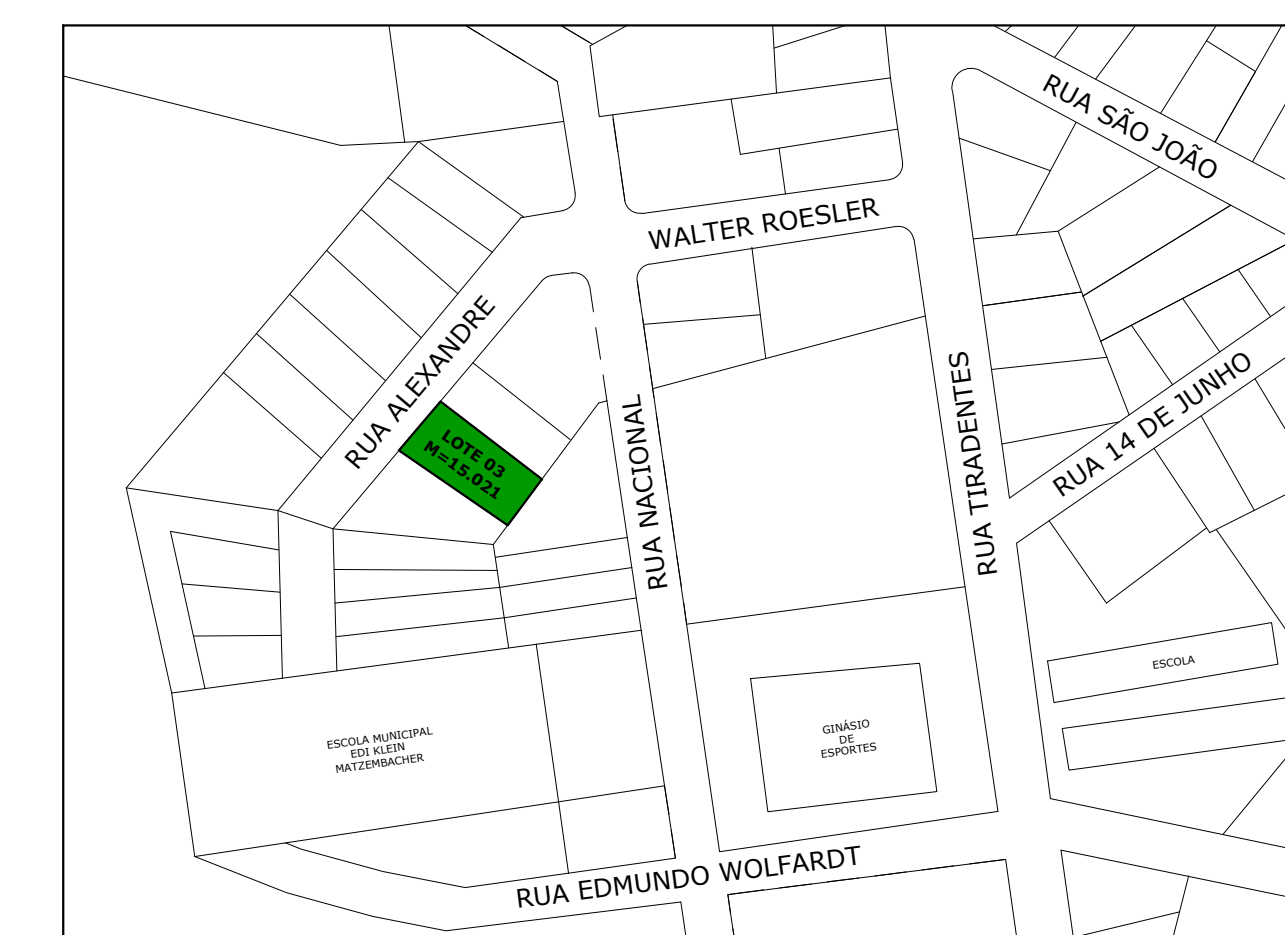 RUA SÃO JOÃO
WALTER ROESLER
RUA ALEXANDRE
LOTE 03
M=15.021
RUA NACIONAL
RUA TIRADENTES
RUA 14 DE JUNHO
ESCOLA
ESCOLA MUNICIPAL
EDI KLEIN
MATZEMBACHER
GINÁSIO
DE
ESPORTES
RUA EDMUNDO WOLFARDT